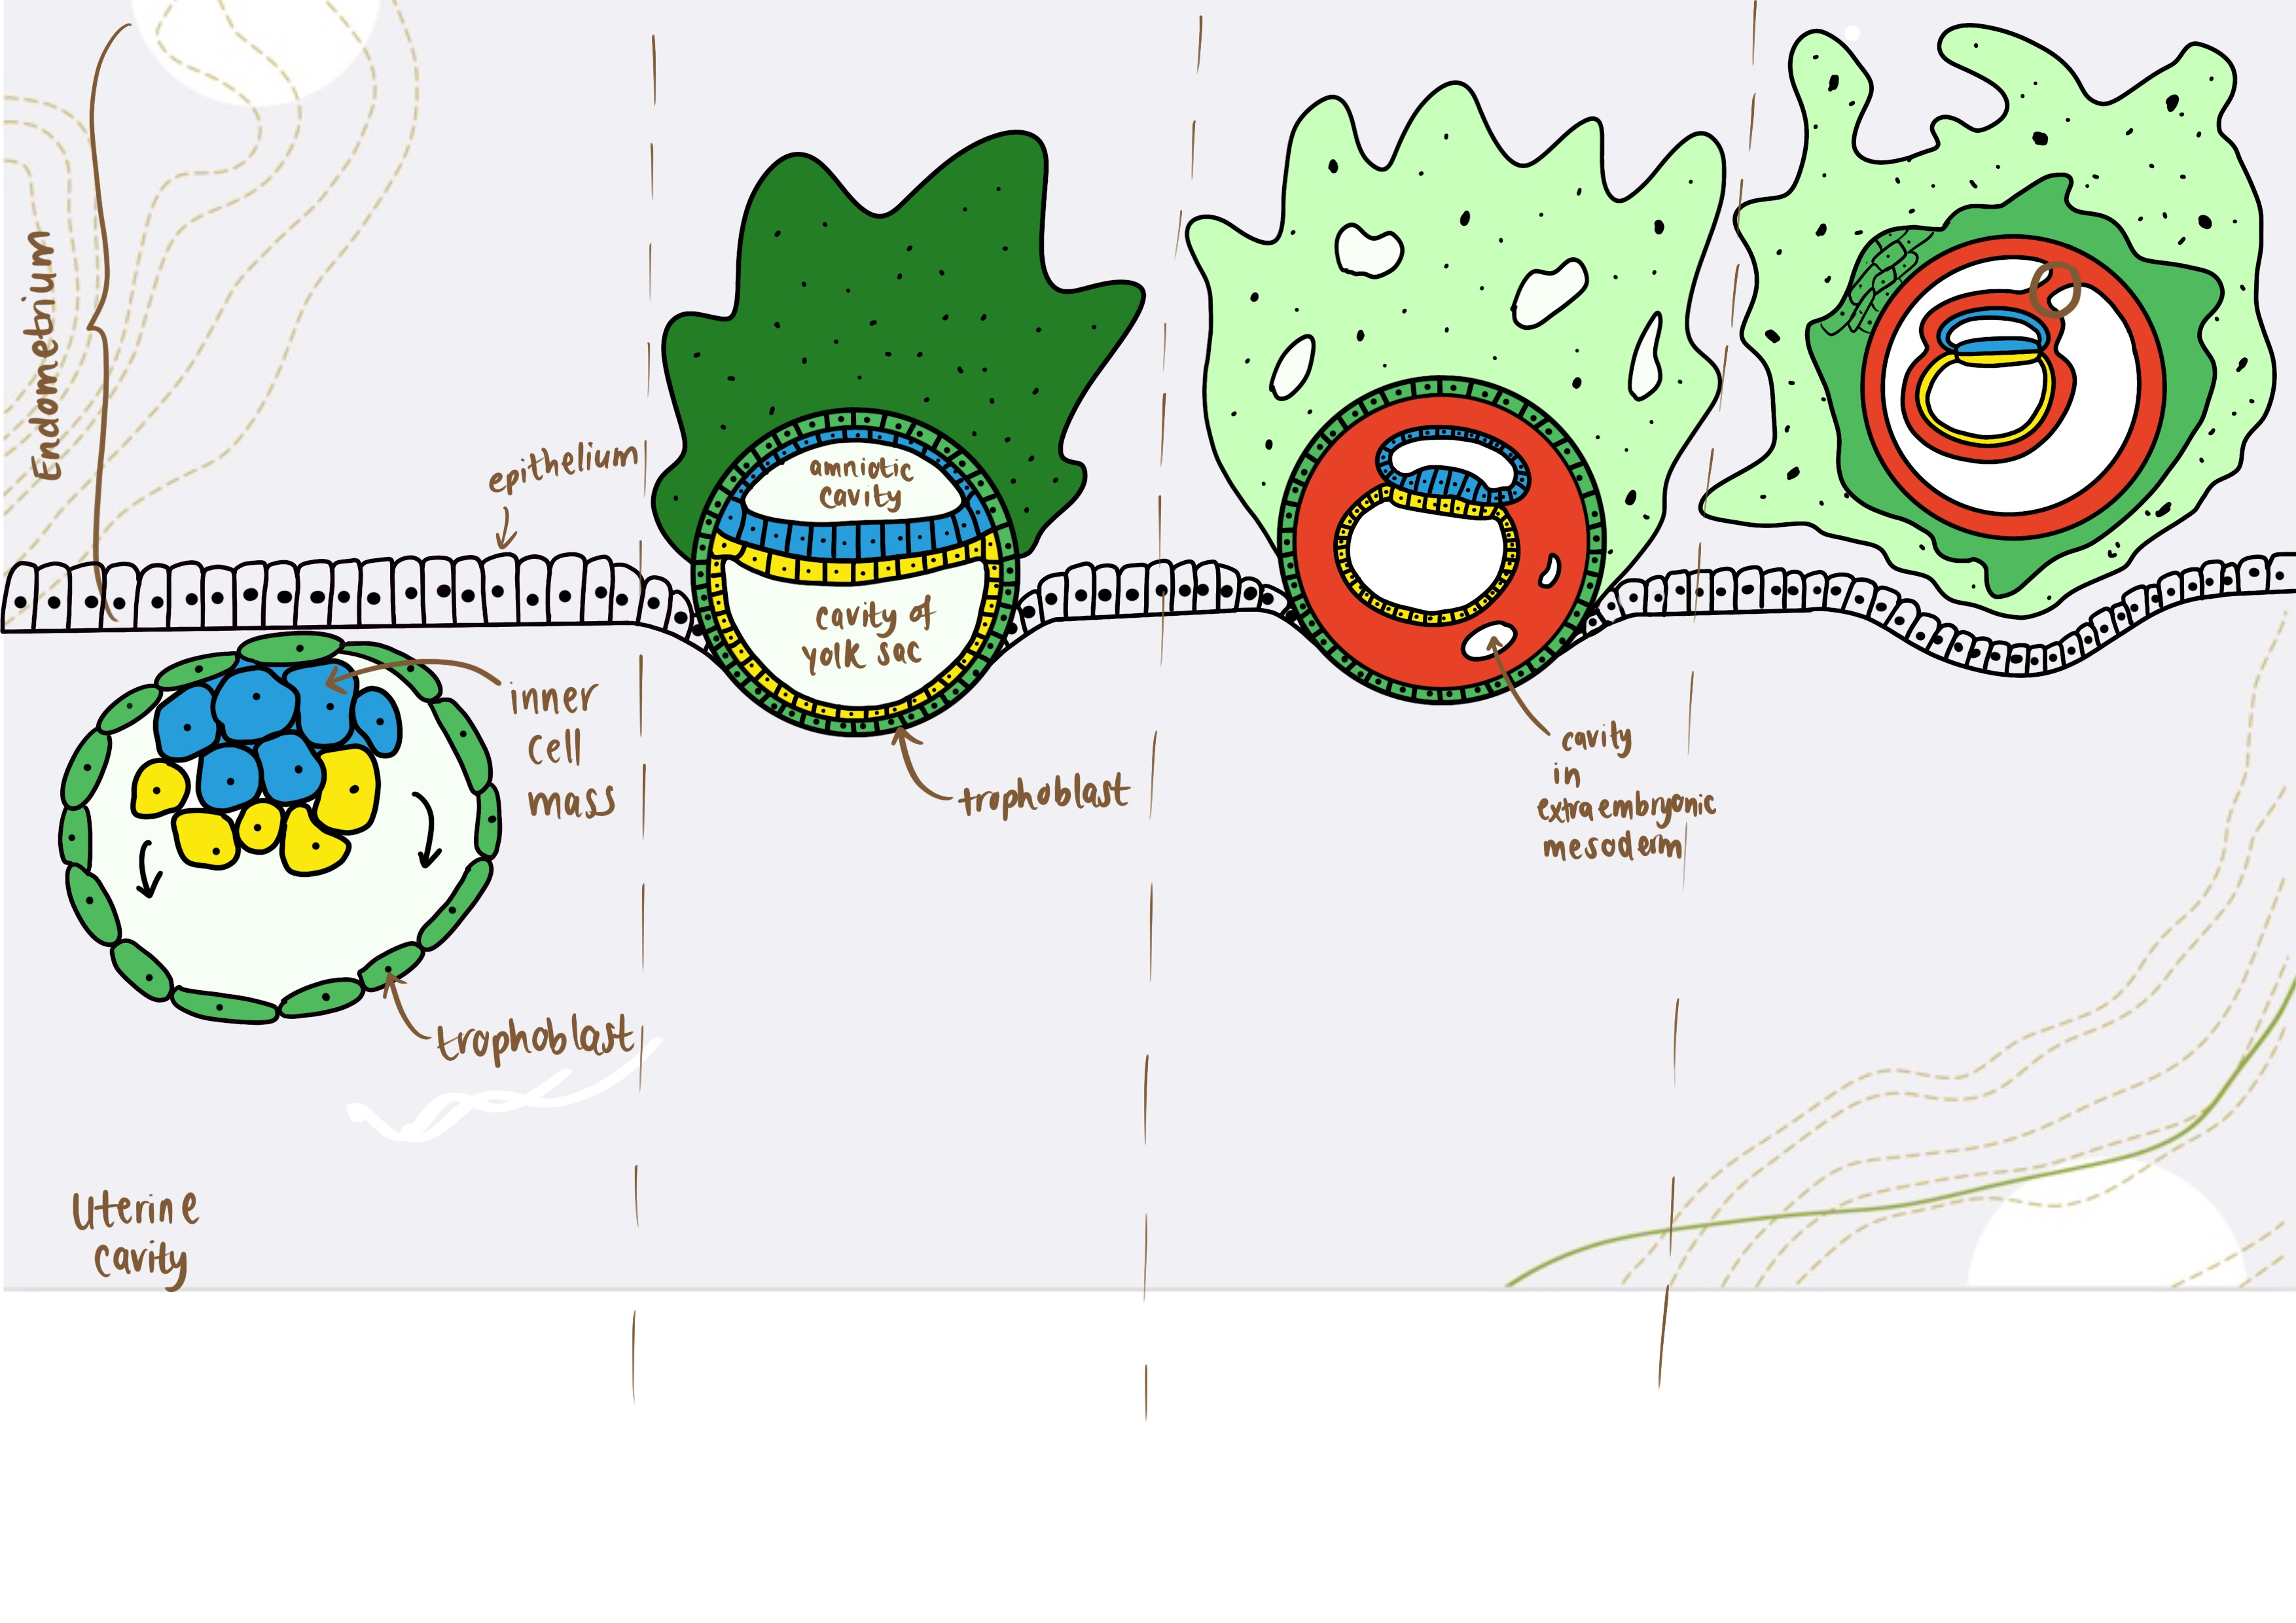 Endometrium
epithelium
inner
cell
mass
trophoblast
Uterine
cavity
amniotic
cavity
cavity of
yolk sac
trophoblast
cavity
in
extraembryonic
mesoderm